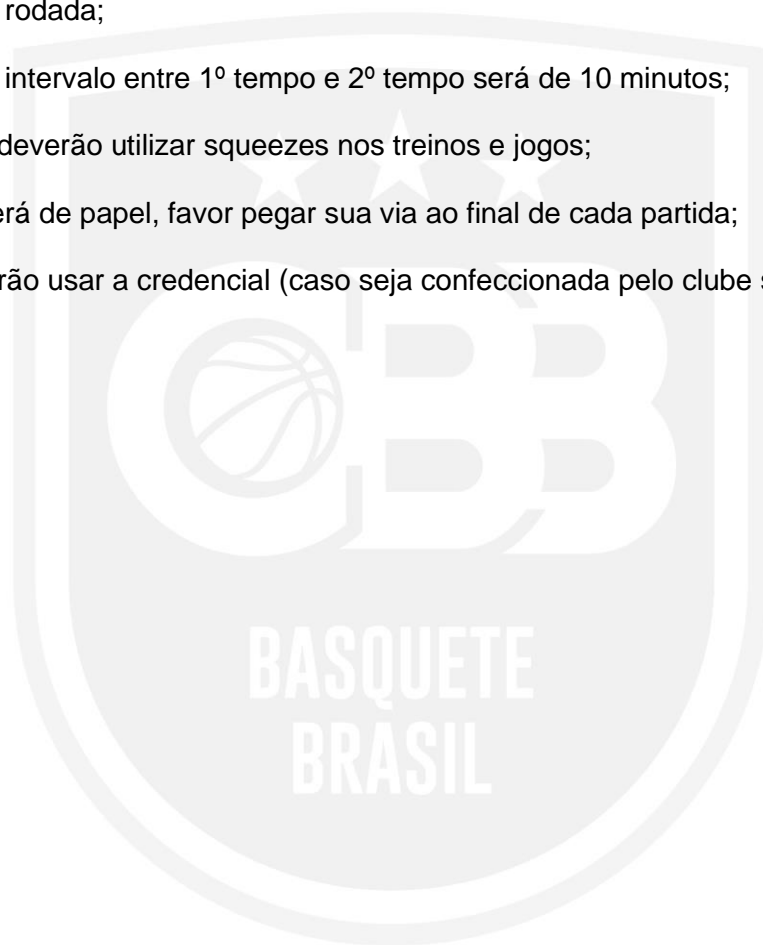 rodada;
intervalo entre 1º tempo e 2º tempo será de 10 minutos;
deverão utilizar squeezes nos treinos e jogos;
erá de papel, favor pegar sua via ao final de cada partida;
rão usar a credencial (caso seja confeccionada pelo clube s
CBB
BASQUETE
BRASIL